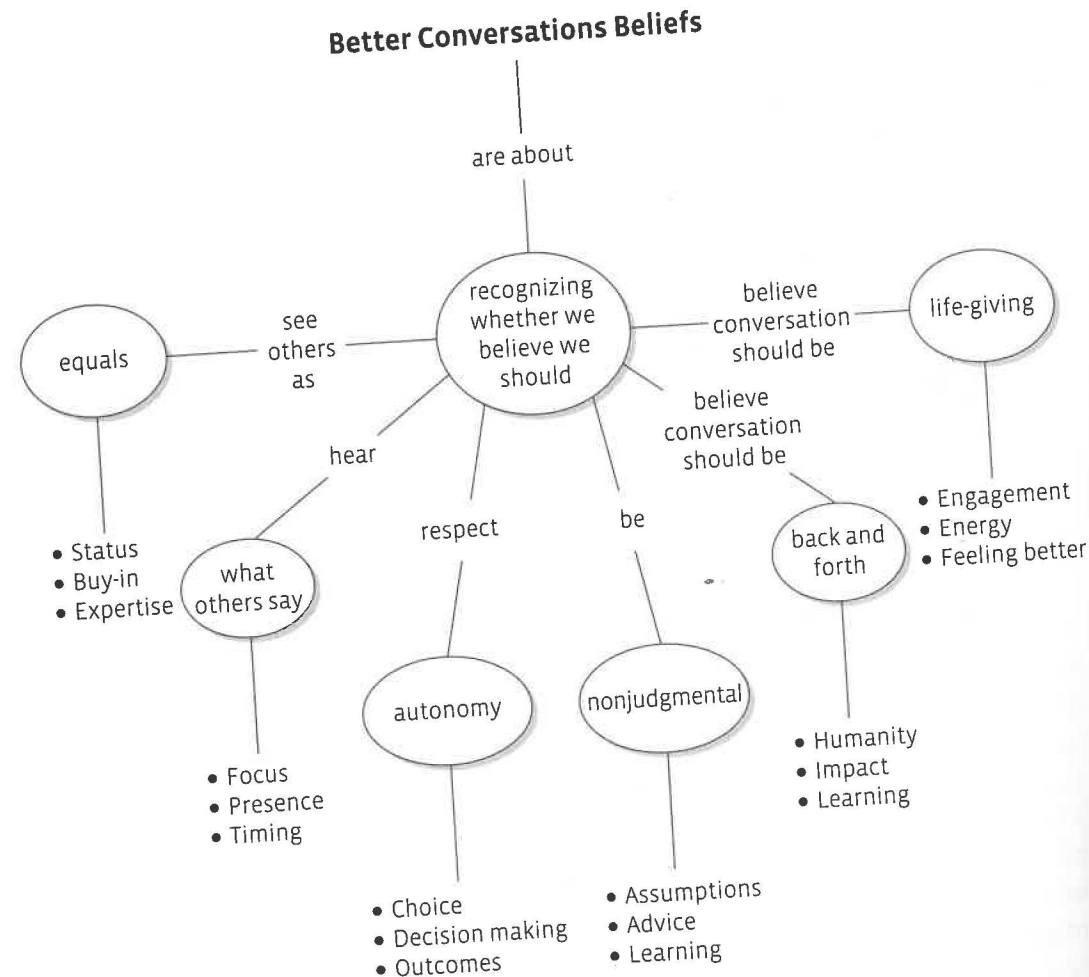 Better Conversations Beliefs
are about
recognizing
whether we
believe we
should
see
others
as
equals
• Status
• Buy-in
• Expertise
hear
what
others say
• Focus
• Presence
• Timing
respect
autonomy
• Choice
• Decision making
• Outcomes
be
nonjudgmental
• Assumptions
• Advice
• Learning
believe
conversation
should be
back and
forth
• Humanity
• Impact
• Learning
believe
conversation
should be
life-giving
• Engagement
• Energy
• Feeling better